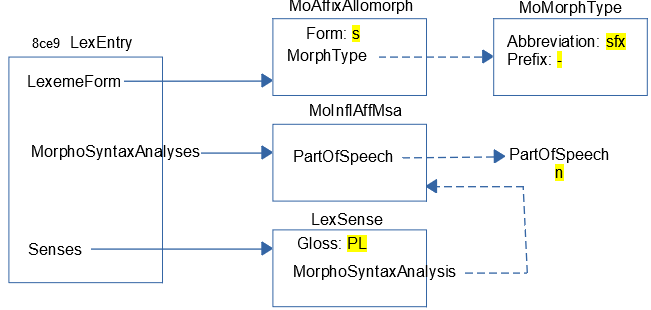 MoAffixAllomorph
MoMorphType
Form: s
MorphType
Abbreviation: sfx
Prefix: -
8ce9 LexEntry
LexemeForm
MoInflAffMsa
MorphoSyntaxAnalyses
PartOfSpeech
PartOfSpeech
n
LexSense
Senses
Gloss: PL
MorphoSyntaxAnalysis